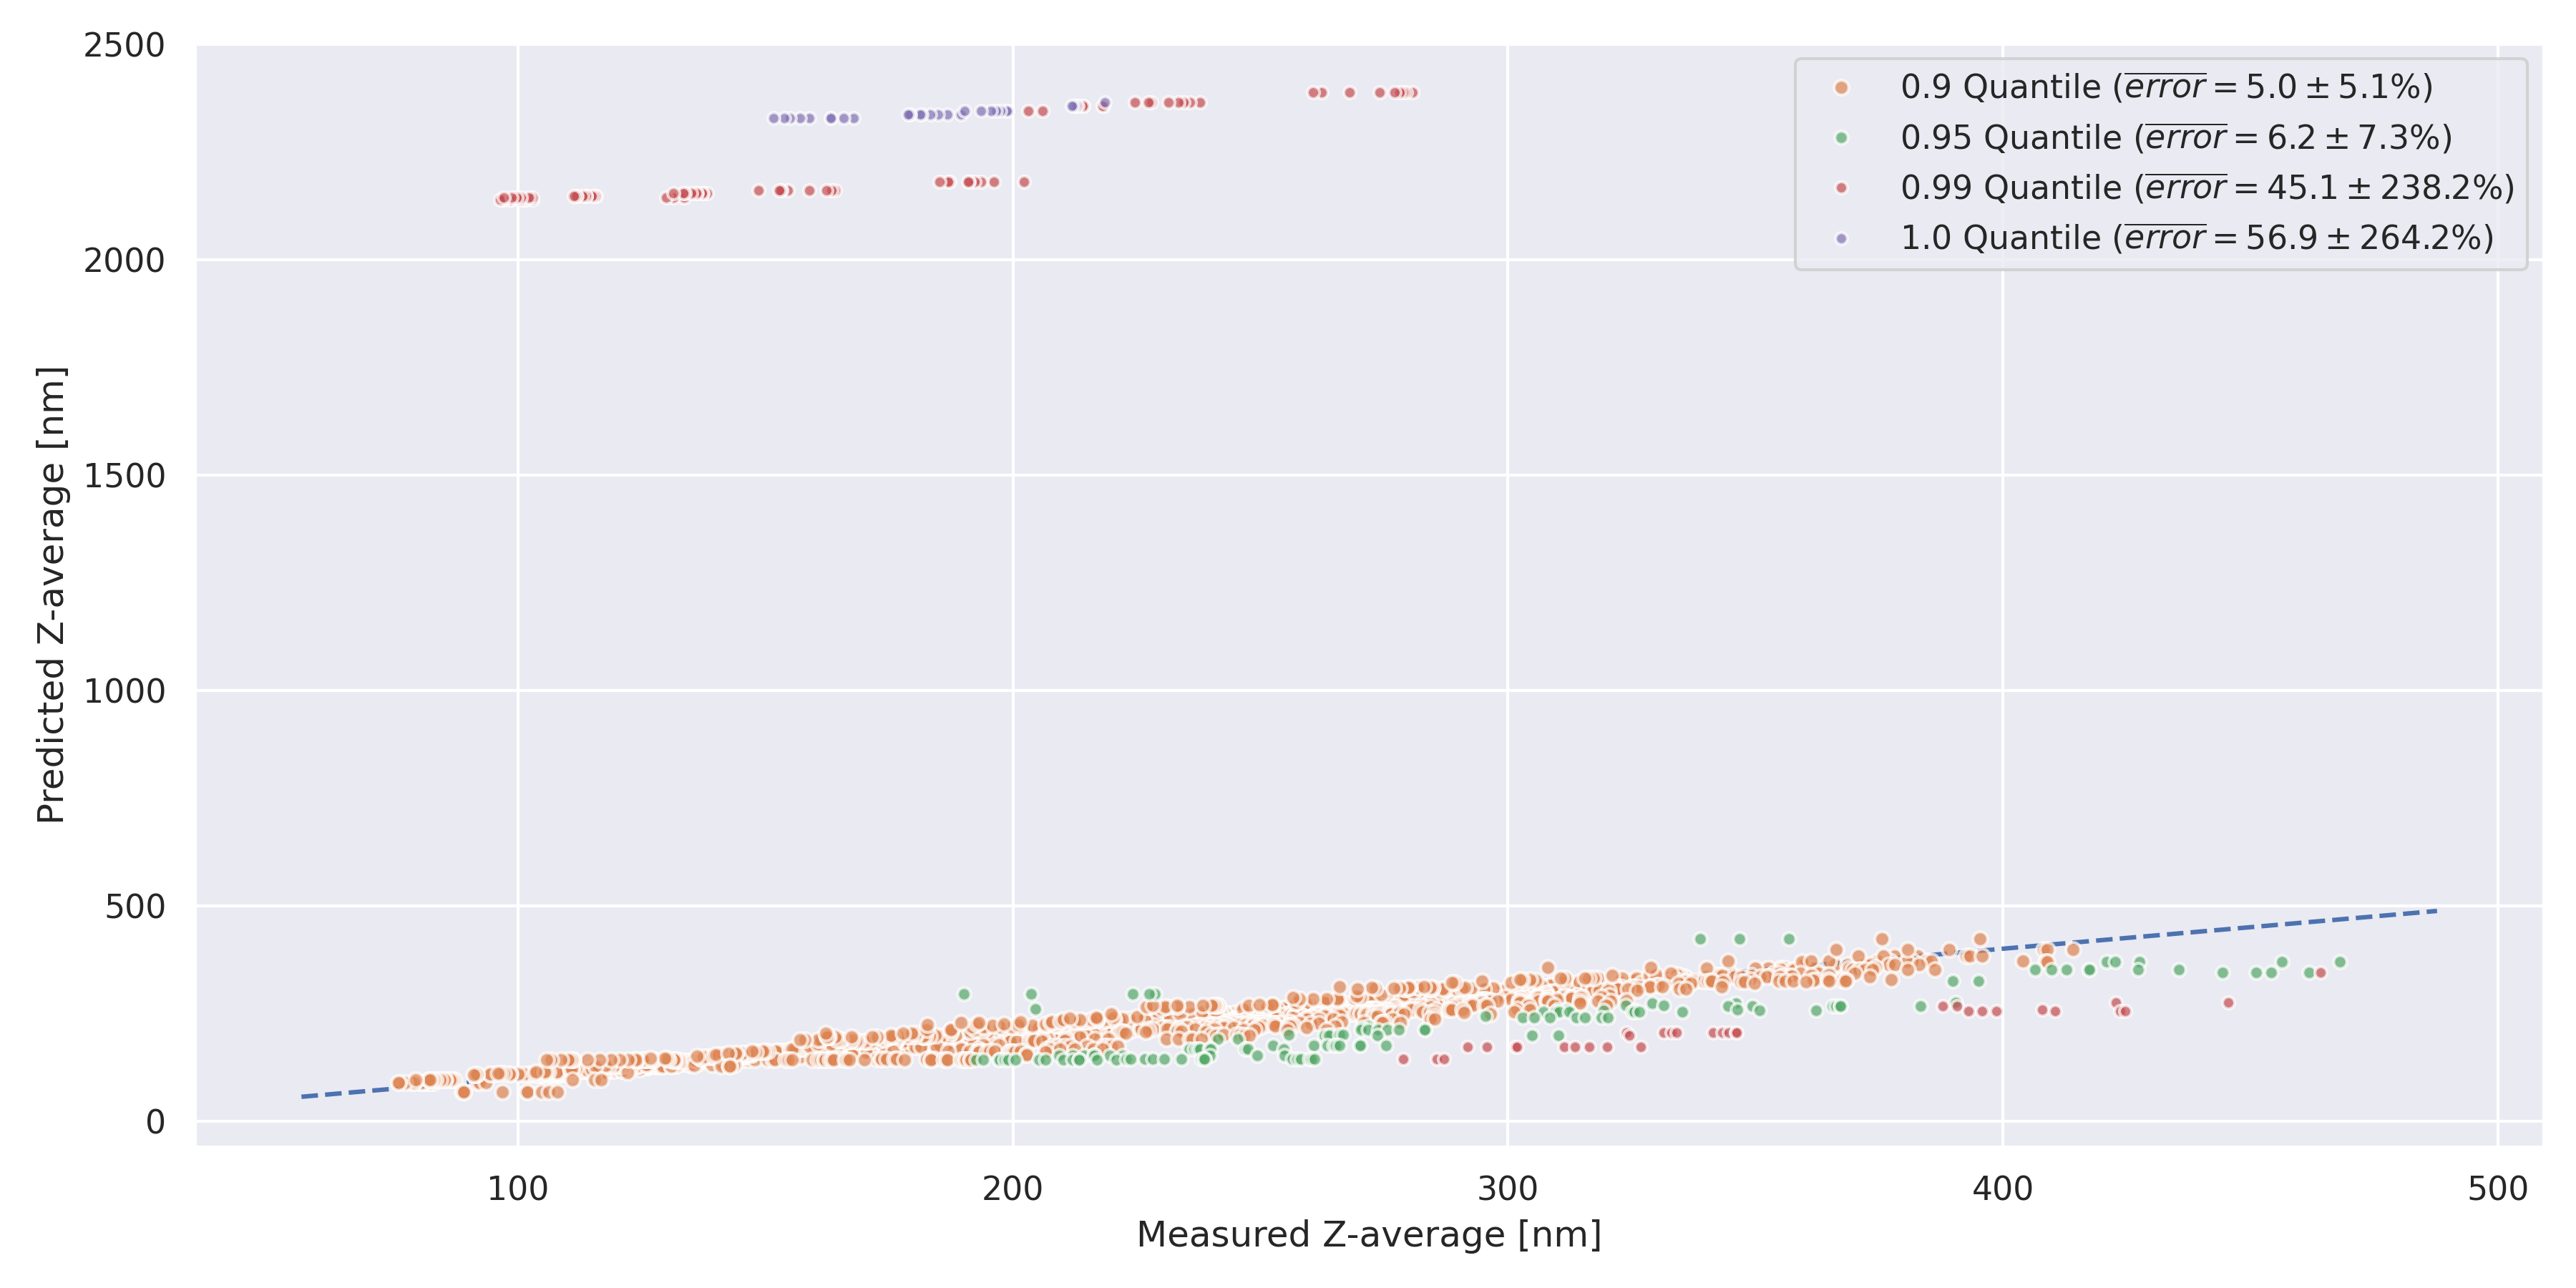 2500
2000
1500
1000
500
0
Predicted Z-average [nm]
0.9 Quantile (error = 5.0 ± 5.1%)
0.95 Quantile (error = 6.2 ± 7.3%)
0.99 Quantile (error = 45.1 ± 238.2%)
1.0 Quantile (error = 56.9 ± 264.2%)
100 200 300 400 500
Measured Z-average [nm]